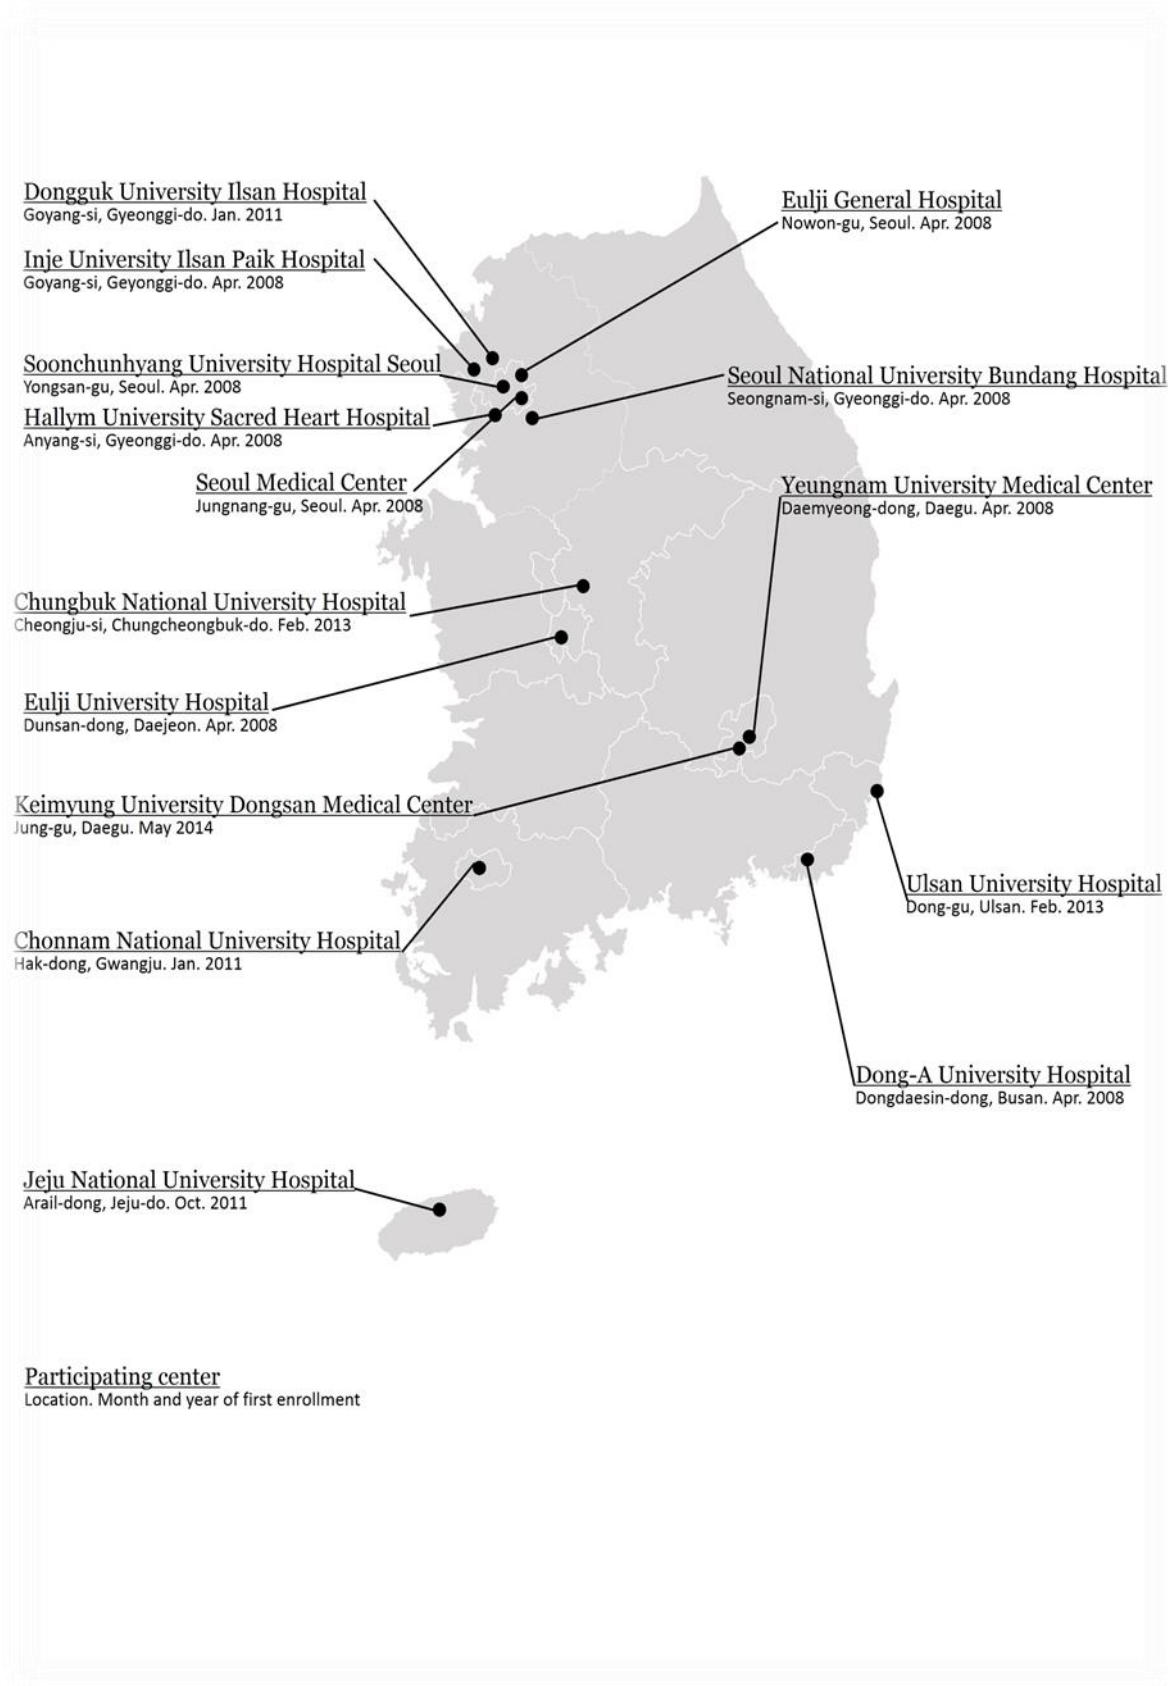 Dongguk University Ilsan Hospital
Goyang-si, Gyeonggi-do. Jan. 2011
Eulji General Hospital
Nowon-gu, Seoul. Apr. 2008
Inje University Ilsan Paik Hospital
Goyang-si, Geyonggi-do. Apr. 2008
Soonchunhyang University Hospital Seoul
Yongsan-gu, Seoul. Apr. 2008
Seoul National University Bundang Hospital
Seongnam-si, Gyeonggi-do. Apr. 2008
Hallym University Sacred Heart Hospital
Anyang-si, Gyeonggi-do. Apr. 2008
Seoul Medical Center
Jungnang-gu, Seoul. Apr. 2008
Yeungnam University Medical Center
Daemyeong-dong, Daegu. Apr. 2008
Chungbuk National University Hospital
Cheongju-si, Chungcheongbuk-do. Feb. 2013
Eulji University Hospital
Dunsan-dong, Daejeon. Apr. 2008
Keimyung University Dongsan Medical Center
Jung-gu, Daegu. May 2014
Ulsan University Hospital
Dong-gu, Ulsan. Feb. 2013
Chonnam National University Hospital
Hak-dong, Gwangju. Jan. 2011
Dong-A University Hospital
Dongdaesin-dong, Busan. Apr. 2008
Jeju National University Hospital
Arail-dong, Jeju-do. Oct. 2011
Participating center
Location. Month and year of first enrollment